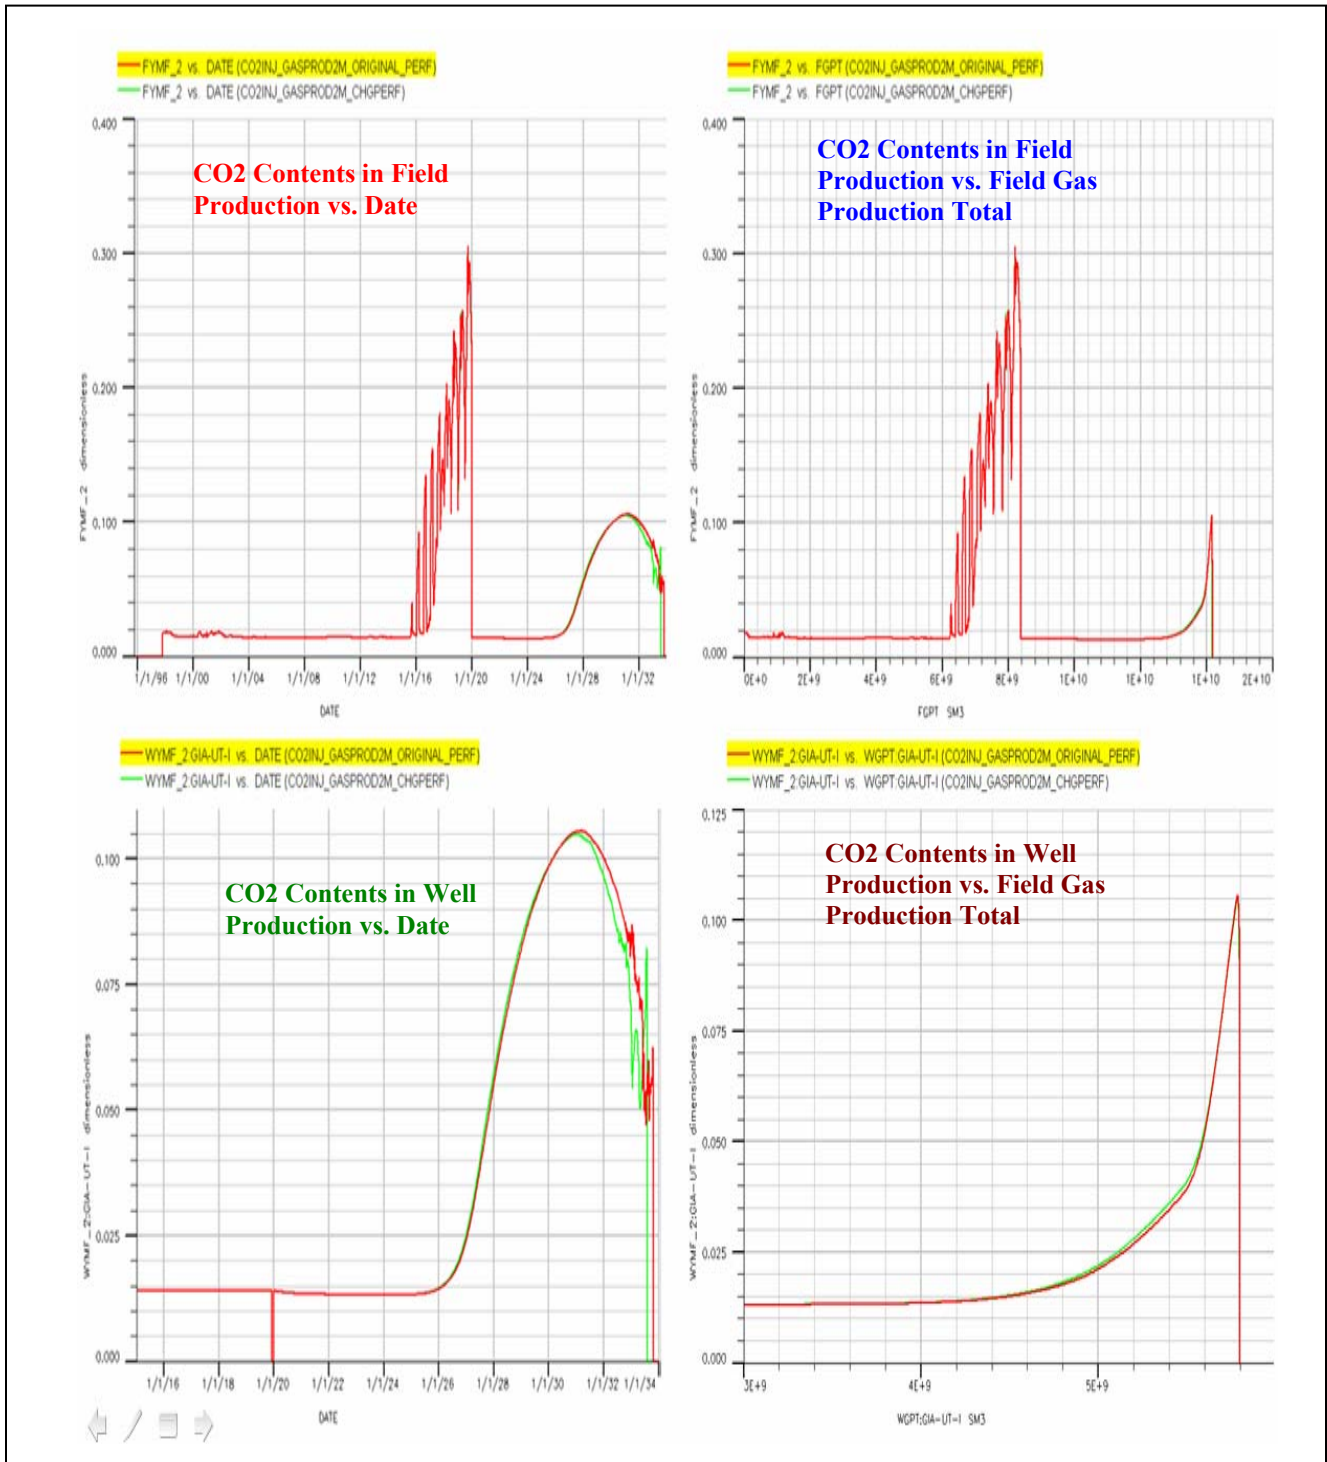 FYMF_2 vs. DATE (CO2INJ_GASPROD2M_ORIGINAL_PERF)
FYMF_2 vs. DATE (CO2INJ_GASPROD2M_CHGPERF)
0.400
0.300
0.200
0.100
0.000
FYMF_2 dimensionless
CO2 Contents in Field
Production vs. Date
1/1/96 1/1/00 1/1/04 1/1/08 1/1/12 1/1/16 1/1/20 1/1/24 1/1/28 1/1/32
DATE
FYMF_2 vs. FGPT (CO2INJ_GASPROD2M_ORIGINAL_PERF)
FYMF_2 vs. FGPT (CO2INJ_GASPROD2M_CHGPERF)
0.400
0.300
0.200
0.100
0.000
FYMF_2 dimensionless
CO2 Contents in Field
Production vs. Field Gas
Production Total
0E+0 2E+9 4E+9 6E+9 8E+9 1E+10 1E+10 1E+10 2E+10
FGPT SM3
WYMF_2:GIA-UT-I vs. DATE (CO2INJ_GASPROD2M_ORIGINAL_PERF)
WYMF_2:GIA-UT-I vs. DATE (CO2INJ_GASPROD2M_CHGPERF)
0.100
0.075
0.050
0.025
0.000
WYMF_2:GIA-UT-I dimensionless
CO2 Contents in Well
Production vs. Date
1/1/16 1/1/18 1/1/20 1/1/22 1/1/24 1/1/26 1/1/28 1/1/30 1/1/32 1/1/34
DATE
WYMF_2:GIA-UT-I vs. WGPT:GIA-UT-I (CO2INJ_GASPROD2M_ORIGINAL_PERF)
WYMF_2:GIA-UT-I vs. WGPT:GIA-UT-I (CO2INJ_GASPROD2M_CHGPERF)
0.125
0.100
0.075
0.050
0.025
0.000
WYMF_2:GIA-UT-I dimensionless
CO2 Contents in Well
Production vs. Field Gas
Production Total
3E+9 4E+9 5E+9
WGPT:GIA-UT-I SM3